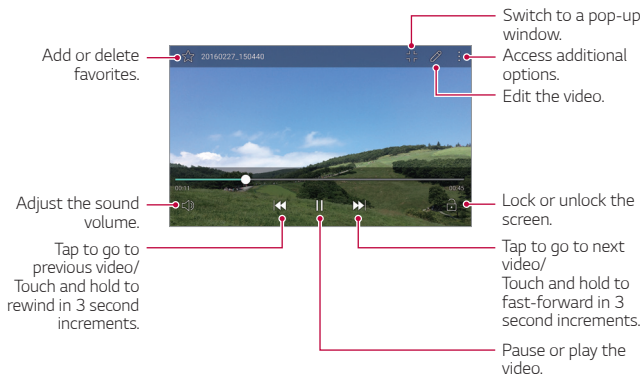 Switch to a pop-up
window.
Add or delete
favorites.
20160227_150440
Access additional
options.
Edit the video.
00:11
00:45
Adjust the sound
volume.
Lock or unlock the
screen.
Tap to go to
previous video/
Touch and hold to
rewind in 3 second
increments.
Tap to go to next
video/
Touch and hold to
fast-forward in 3
second increments.
Pause or play the
video.